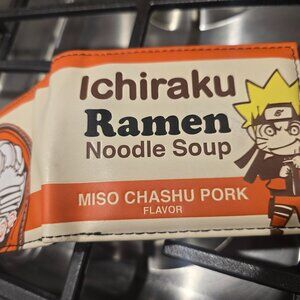 Ichiraku
Ramen
Noodle Soup
MISO CHASHU PORK
FLAVOR